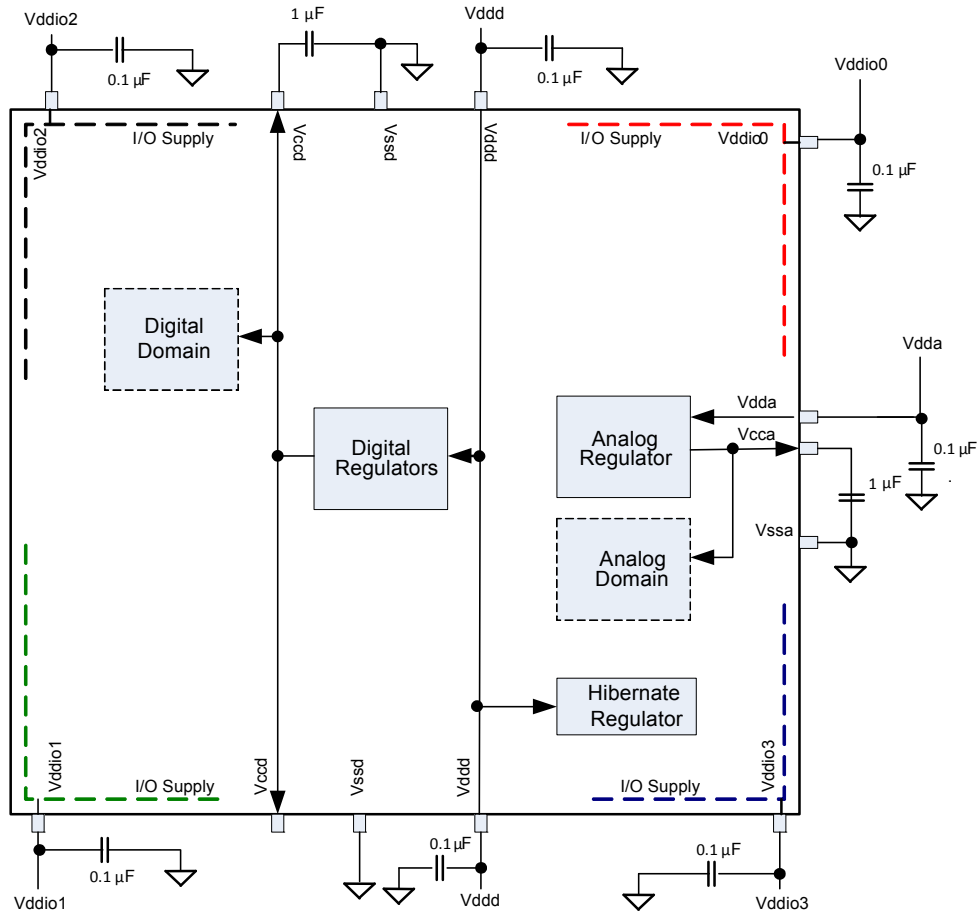 Vddio2
1 µF
Vddd
0.1 µF
0.1 µF
Vddio0
0.1 µF
Vddio2
I/O Supply
Vccd
Vssd
Vddd
I/O Supply
Vddio0
Digital
Domain
Vdda
Digital
Regulators
Analog
Regulator
Vdda
Vcca
0.1 µF
.
1 µF
Vssa
Analog
Domain
Hibernate
Regulator
Vddio1
I/O Supply
Vccd
Vssd
Vddd
I/O Supply
Vddio3
0.1 µF
0.1 µF
0.1 µF
Vddio1
Vddd
Vddio3